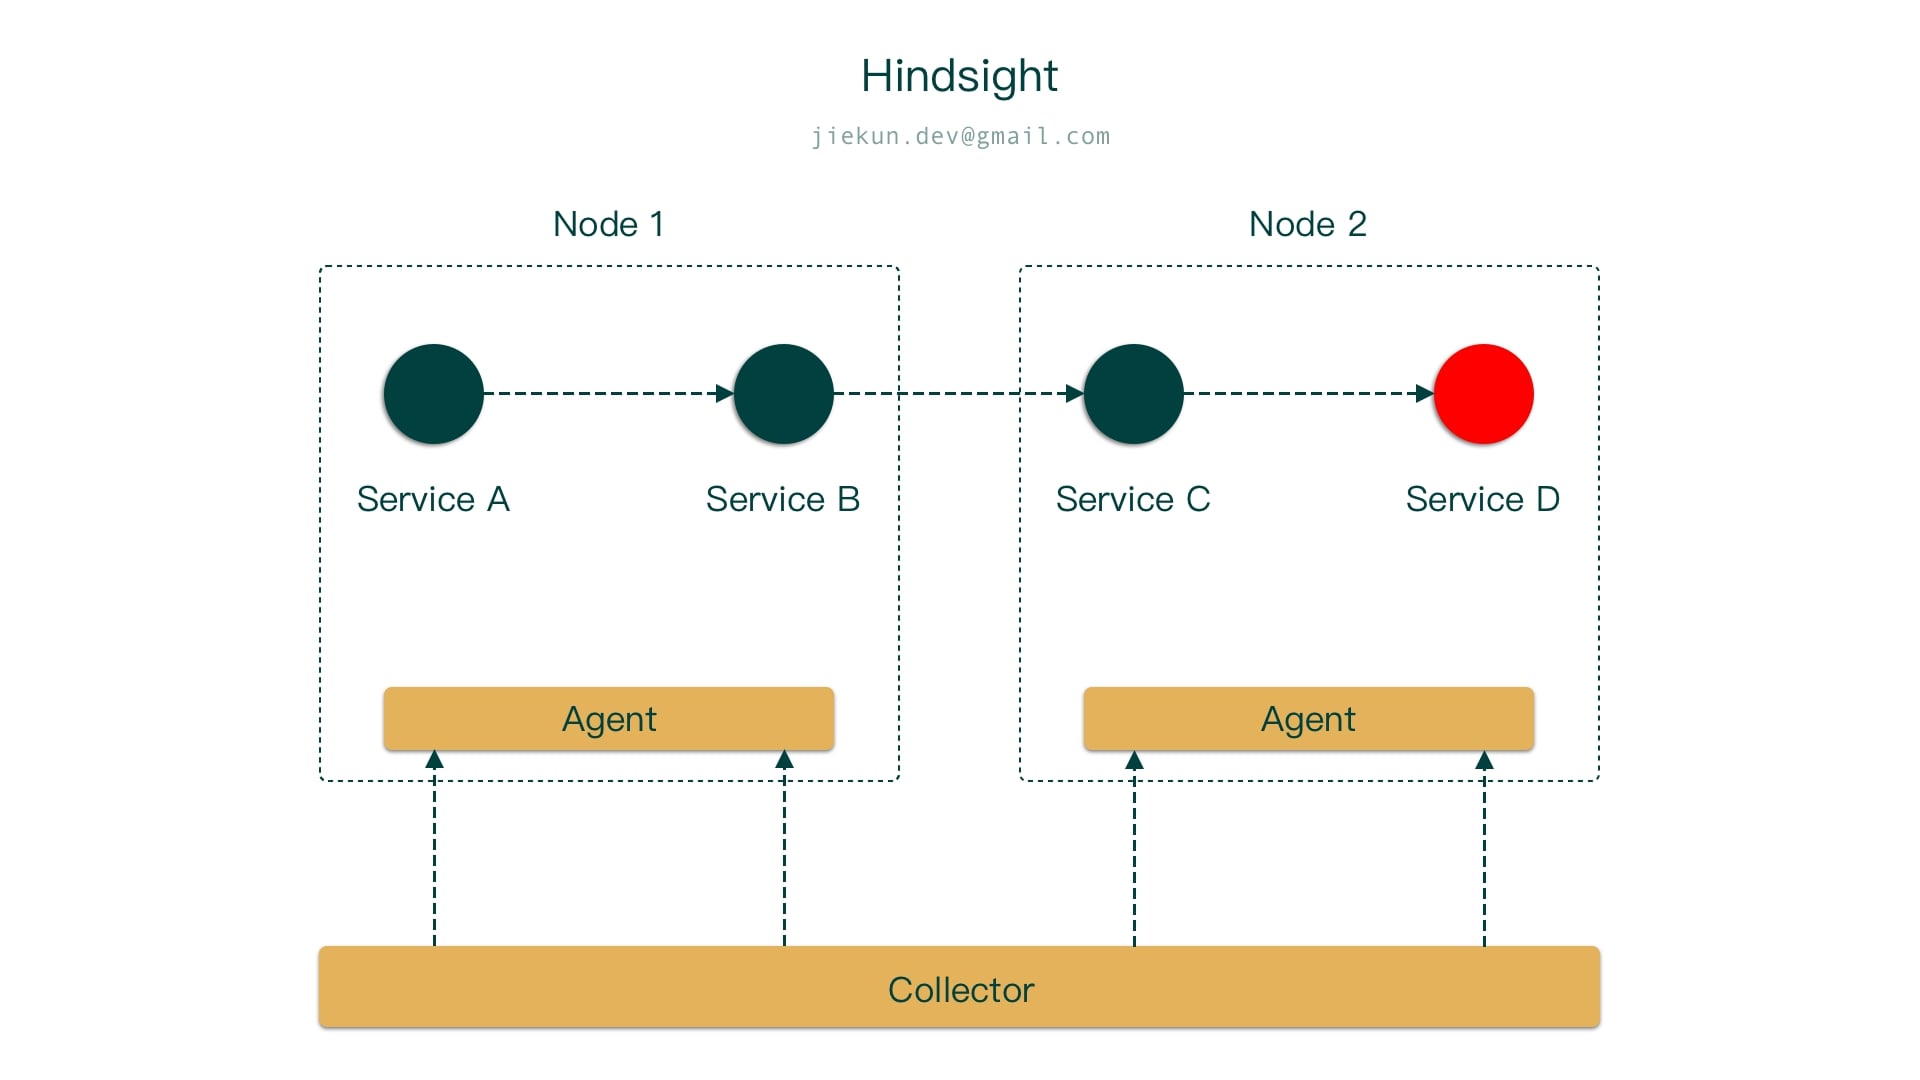 Hindsight
jiekun.dev@gmail.com
Node 1
Node 2
Service A
Service B
Service C
Service D
Agent
Agent
Collector